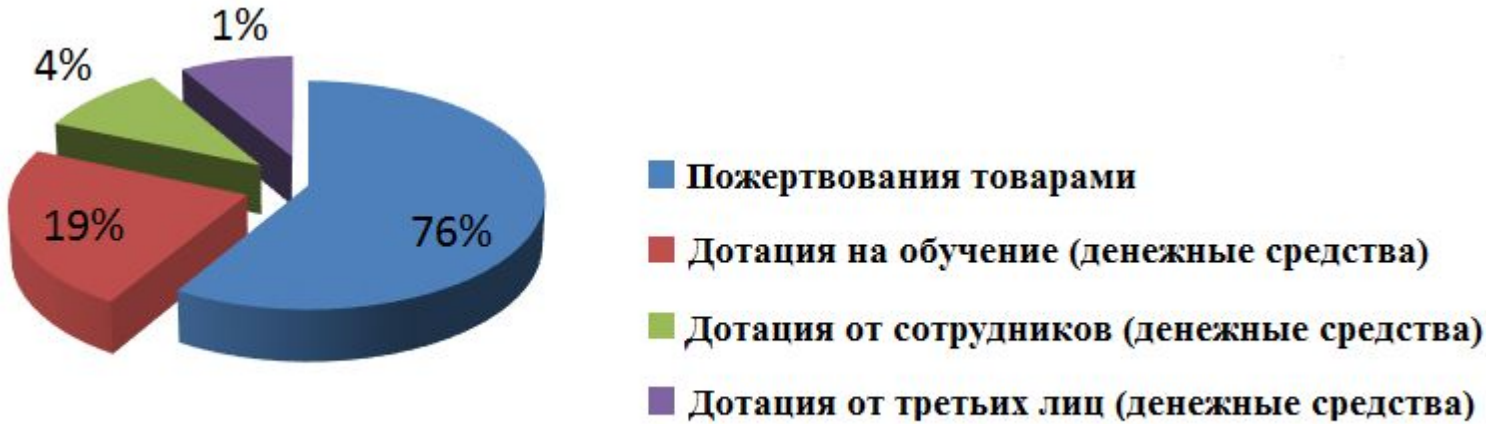 1%
4%
19%
76%
Пожертвования товарами
Дотация на обучение (денежные средства)
Дотация от сотрудников (денежные средства)
Дотация от третьих лиц (денежные средства)